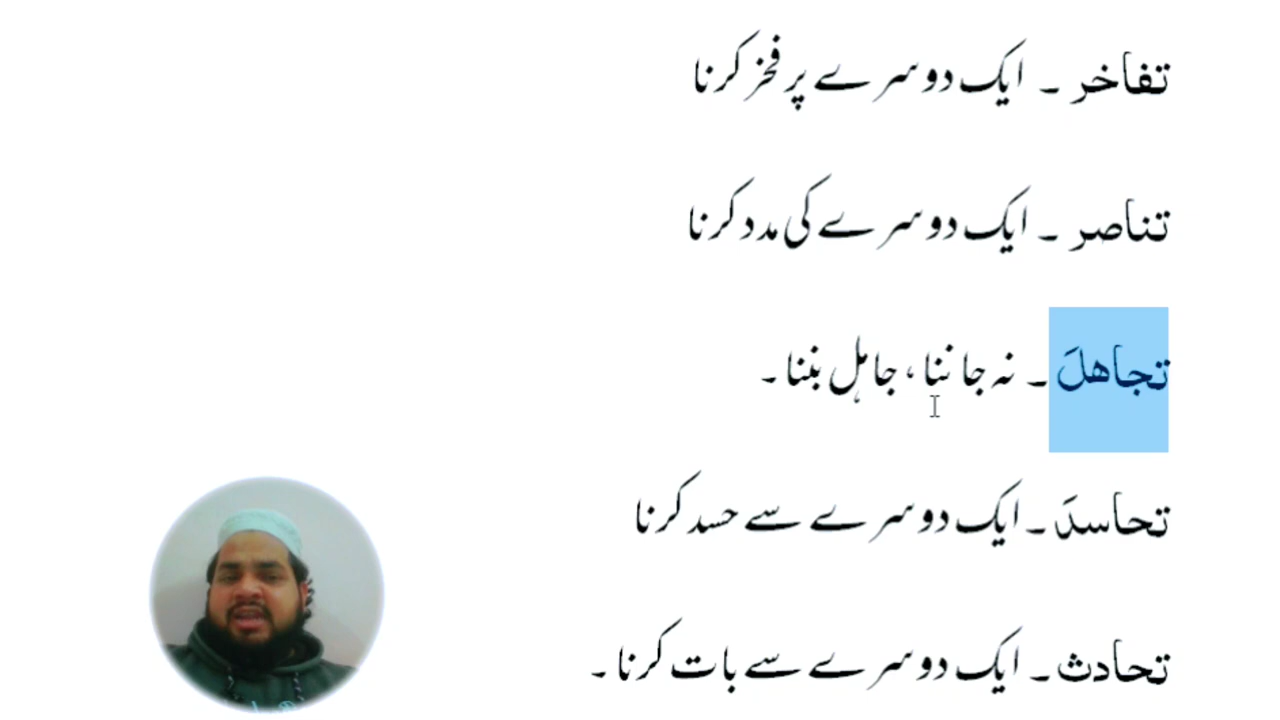 تفاخر ۔ ایک دوسرے پر فخر کرنا
تناصر ۔ ایک دوسرے کی مدد کرنا
تجاهلَ ۔ نہ جاننا، جاہل بننا ۔
تحاسدَ ۔ ایک دوسرے سے حسد کرنا
تحادث ۔ ایک دوسرے سے بات کرنا ۔